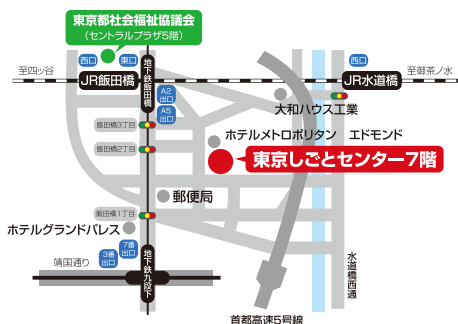 東京都社会福祉協議会
(セントラルプラザ5階)
西口
東口
西口
至四ッ谷
JR飯田橋
地下鉄飯田橋
JR水道橋
至御茶ノ水
A2
出口
A5
出口
大和ハウス工業
飯田橋3丁目
ホテルメトロポリタン エドモンド
飯田橋2丁目
東京しごとセンター7階
郵便局
飯田橋1丁目
ホテルグランドパレス
7番
出口
3番
出口
靖国通り
地下鉄九段下
水道橋西通
首都高速5号線